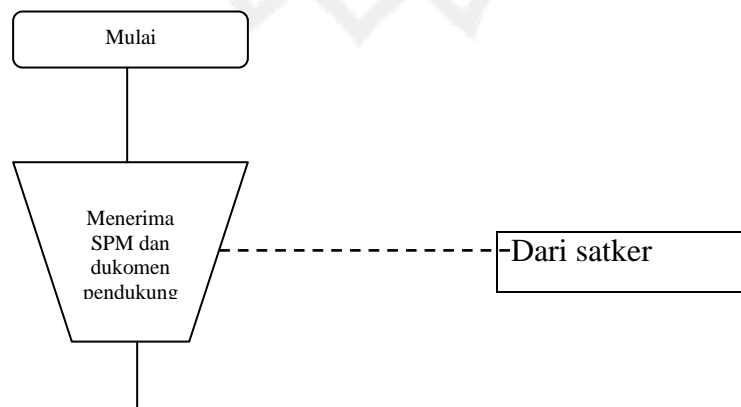 Mulai
Menerima
SPM dan
dukomen
pendukung
Dari satker